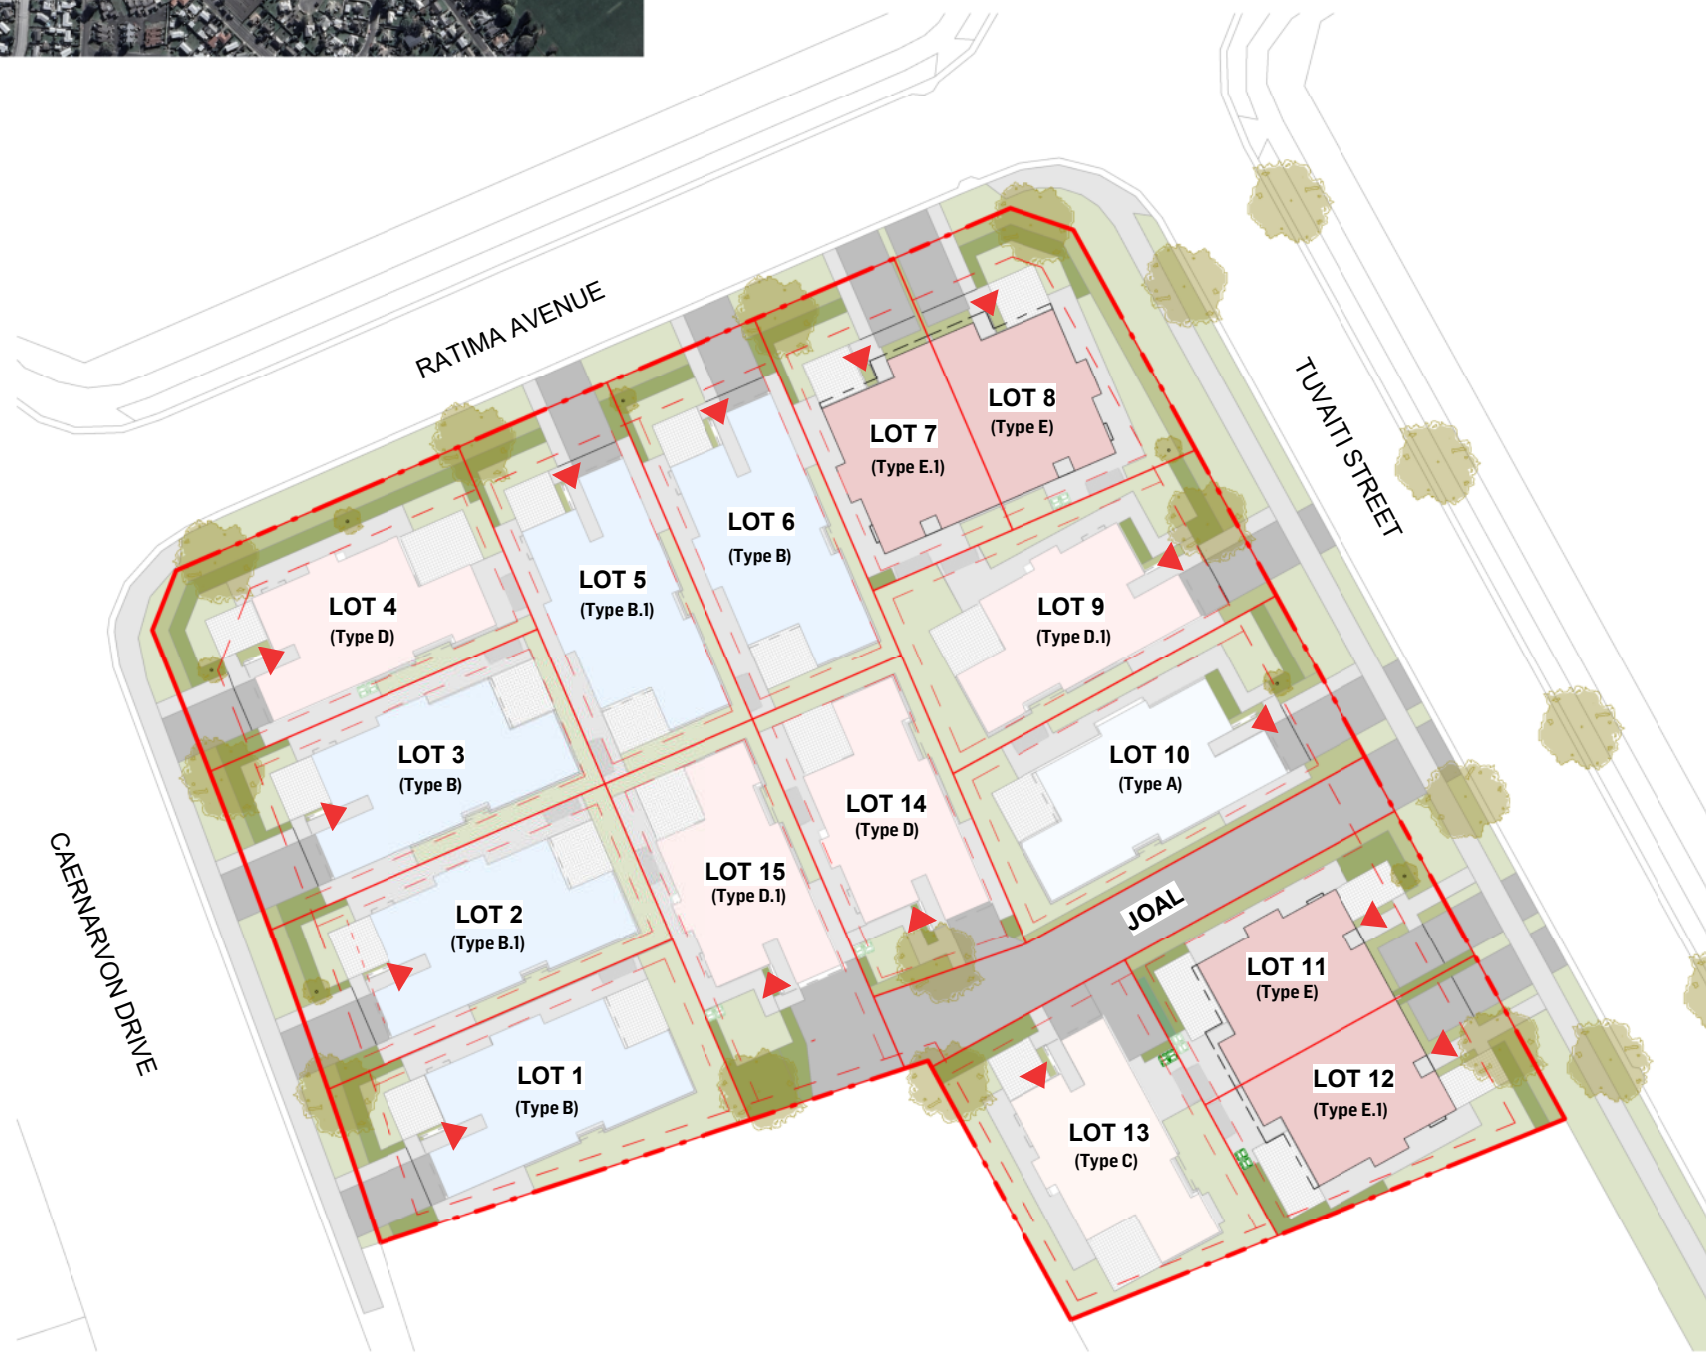 RATIMA AVENUE
TUVAITI STREET
CAERNARVON DRIVE
JOAL
LOT 8
(Type E)
LOT 7
(Type E.1)
LOT 6
(Type B)
LOT 5
(Type B.1)
LOT 4
(Type D)
LOT 9
(Type D.1)
LOT 3
(Type B)
LOT 10
(Type A)
LOT 14
(Type D)
LOT 15
(Type D.1)
LOT 2
(Type B.1)
LOT 11
(Type E)
LOT 1
(Type B)
LOT 12
(Type E.1)
LOT 13
(Type C)